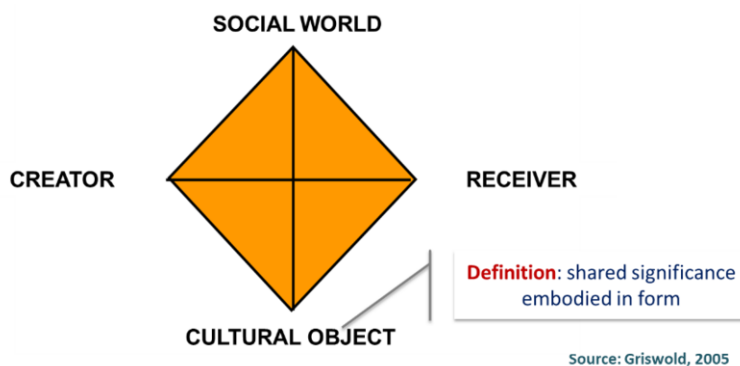 SOCIAL WORLD
CREATOR
RECEIVER
Definition: shared significance
embodied in form
CULTURAL OBJECT
Source: Griswold, 2005